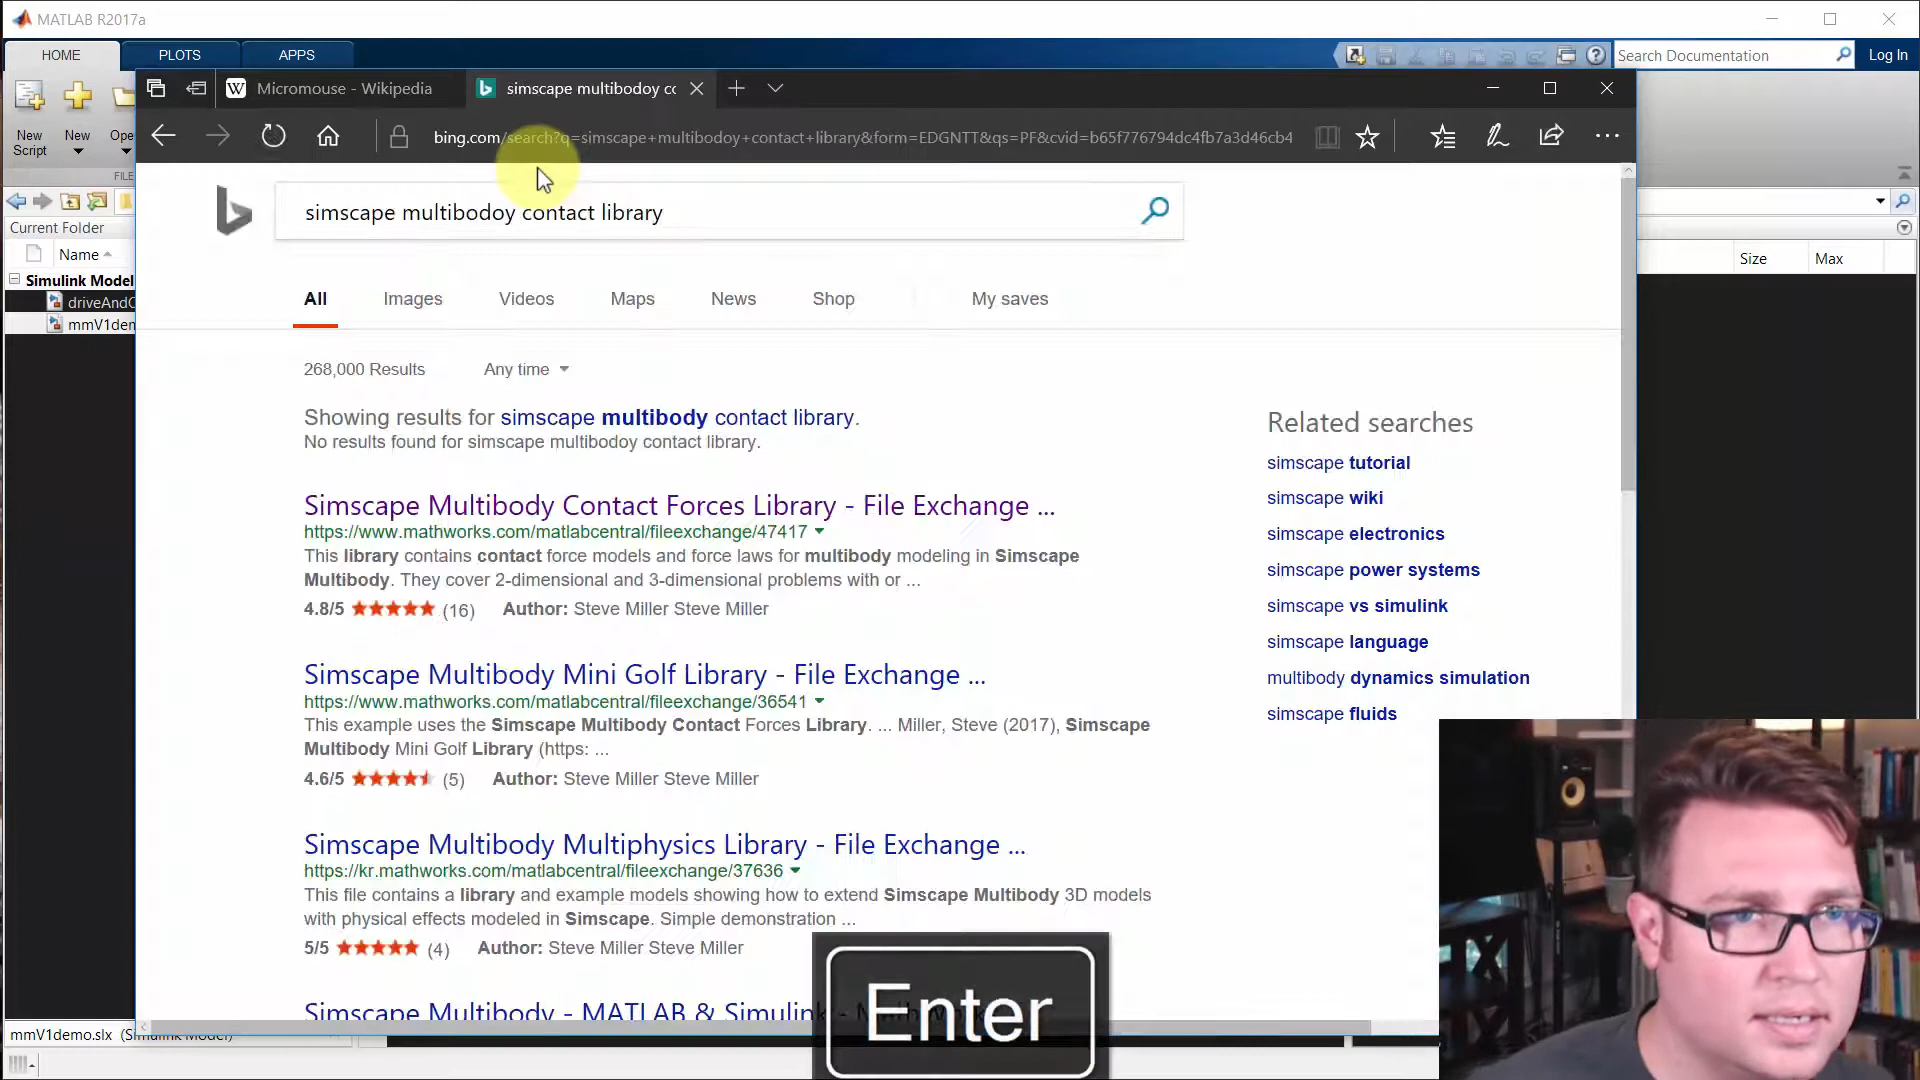 MATLAB R2017a
HOME
PLOTS
APPS
Search Documentation
Log In
Micromouse - Wikipedia
simscape multibodoy cc
New
Script
New
Ope
FILE
bing.com/search?q=simscape+multibodoy+contact+library&form=EDGNTT&qs=PF&cvid=b65f776794dc4fb7a3d46cb4
simscape multibodoy contact library
Current Folder
Name
Size
Max
Simulink Model
driveAndC
mmV1dem
All
Images
Videos
Maps
News
Shop
My saves
268,000 Results
Any time
Showing results for simscape multibody contact library.
No results found for simscape multibodoy contact library.
Simscape Multibody Contact Forces Library - File Exchange ...
https://www.mathworks.com/matlabcentral/fileexchange/47417
This library contains contact force models and force laws for multibody modeling in Simscape
Multibody. They cover 2-dimensional and 3-dimensional problems with or ...
4.8/5 (16) Author: Steve Miller Steve Miller
Simscape Multibody Mini Golf Library - File Exchange ...
https://www.mathworks.com/matlabcentral/fileexchange/36541
This example uses the Simscape Multibody Contact Forces Library. ... Miller, Steve (2017), Simscape
Multibody Mini Golf Library (https: ...
4.6/5 (5) Author: Steve Miller Steve Miller
Simscape Multibody Multiphysics Library - File Exchange ...
https://kr.mathworks.com/matlabcentral/fileexchange/37636
This file contains a library and example models showing how to extend Simscape Multibody 3D models
with physical effects modeled in Simscape. Simple demonstration ...
5/5 (4) Author: Steve Miller Steve Miller
Simscape Multibody - MATLAB & Simulink
Related searches
simscape tutorial
simscape wiki
simscape electronics
simscape power systems
simscape vs simulink
simscape language
multibody dynamics simulation
simscape fluids
Enter
mmV1demo.slx (Simulink Model)